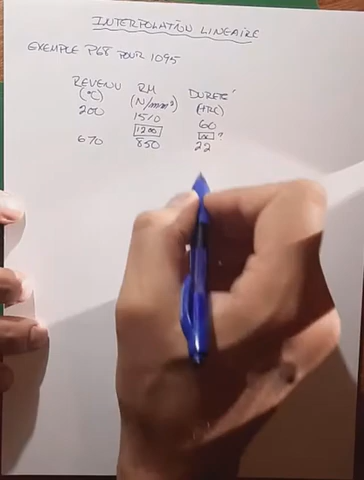 INTERPOLATION LINEAIRE
EXEMPLE P68 POUR 1095
REVENU RM DURETÉ
(°C) (N/mm²) (HRC)
200 1510 60
1200 ?
670 850 22